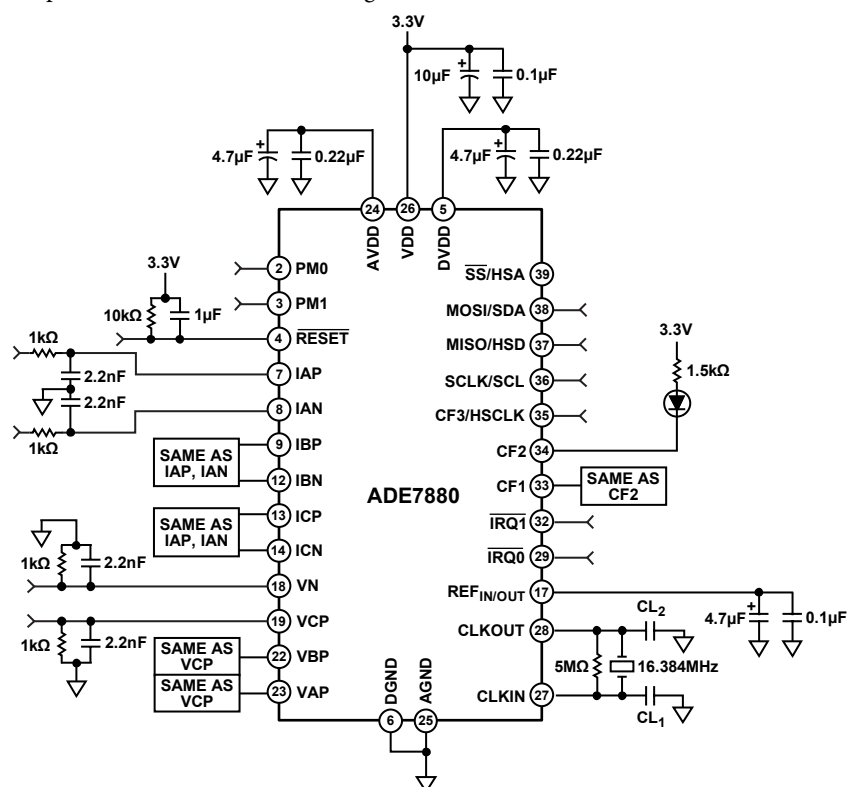 3.3V
10µF
+
0.1µF
4.7µF
+
0.22µF
4.7µF
+
0.22µF
24
26
5
AVDD
VDD
DVDD
3.3V
10kΩ
1µF
2 PM0
3 PM1
4 RESET
1kΩ
2.2nF
2.2nF
1kΩ
7 IAP
8 IAN
SAME AS
IAP, IAN
9 IBP
12 IBN
SAME AS
IAP, IAN
13 ICP
14 ICN
1kΩ
2.2nF
18 VN
19 VCP
1kΩ
2.2nF
SAME AS
VCP
22 VBP
SAME AS
VCP
23 VAP
ADE7880
SS/HSA 39
MOSI/SDA 38
MISO/HSD 37
SCLK/SCL 36
CF3/HSCLK 35
CF2 34
3.3V
1.5kΩ
CF1 33
SAME AS
CF2
IRQ1 32
IRQ0 29
REFIN/OUT 17
4.7µF
+
0.1µF
CLKOUT 28
CL2
5MΩ
16.384MHz
CLKIN 27
CL1
DGND
AGND
6
25